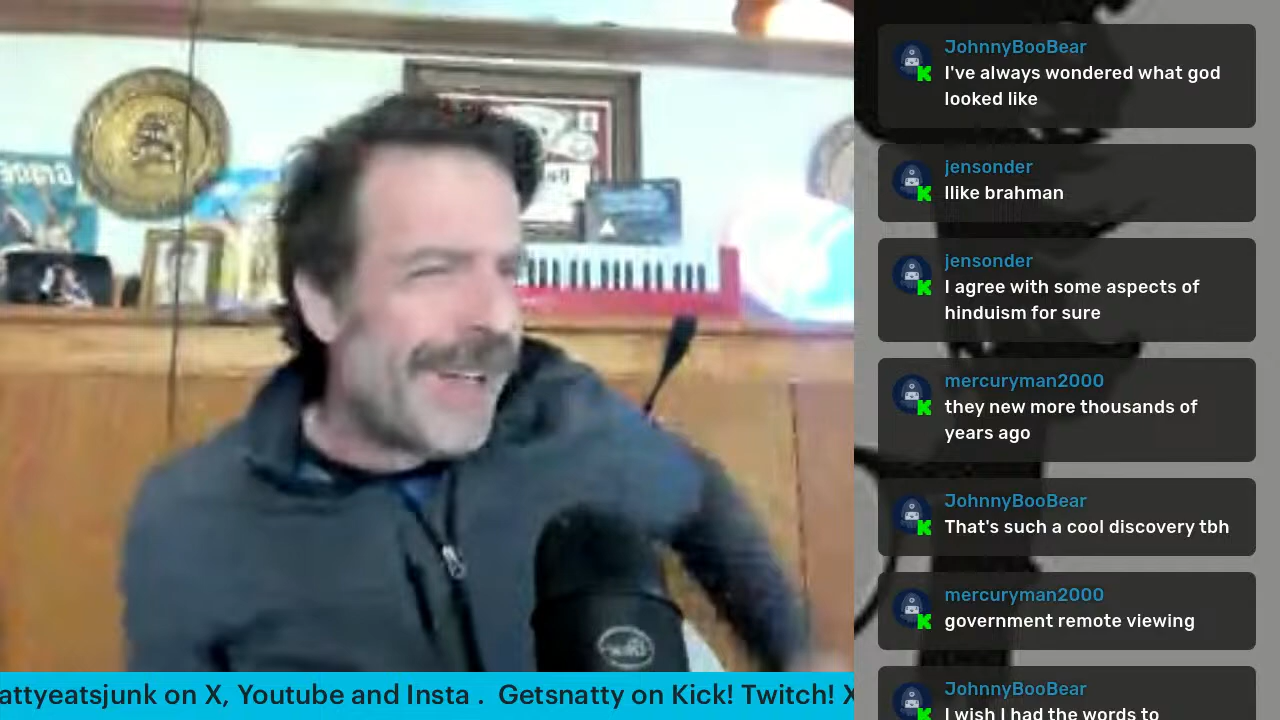 JohnnyBooBear
I've always wondered what god
looked like
jensonder
llike brahman
jensonder
I agree with some aspects of
hinduism for sure
mercuryman2000
they new more thousands of
years ago
JohnnyBooBear
That's such a cool discovery tbh
mercuryman2000
government remote viewing
JohnnyBooBear
I wish I had the words to
attyeatsjunk on X, Youtube and Insta . Getsnatty on Kick! Twitch! X